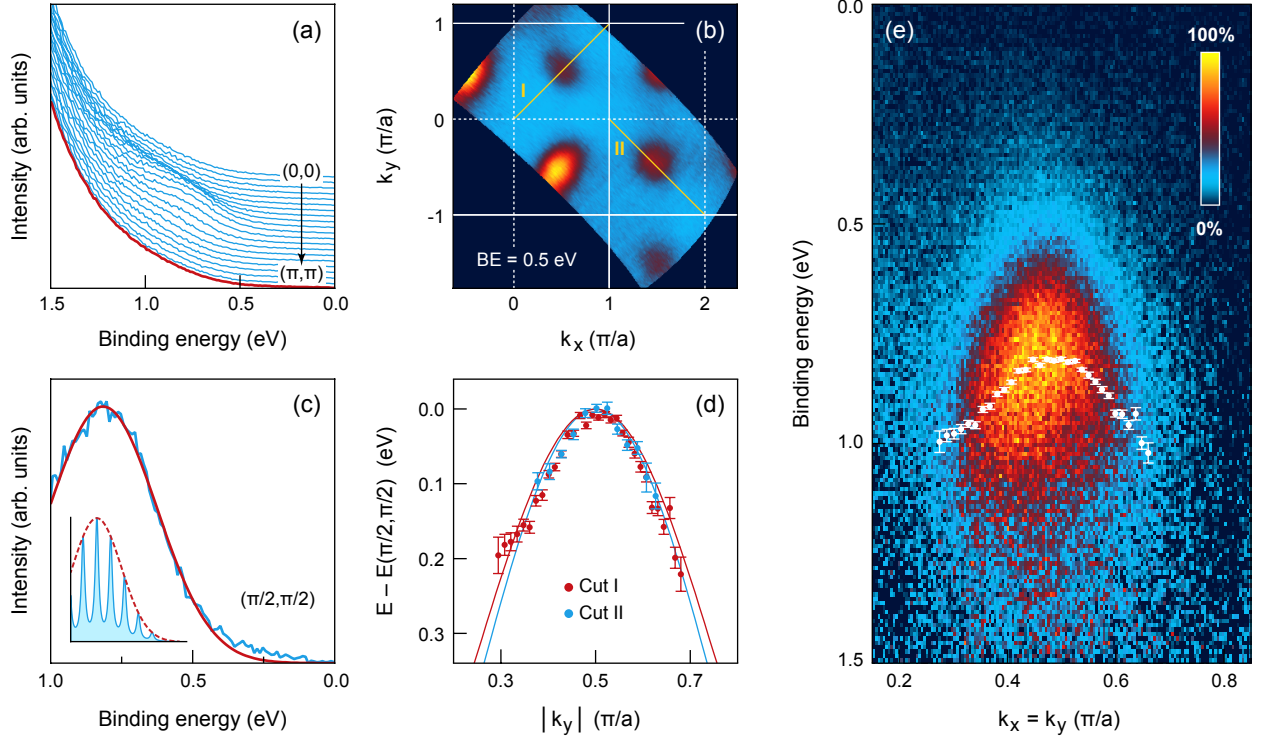 (a)
Intensity (arb. units)
(0,0)
(π,π)
1.5 1.0 0.5 0.0
Binding energy (eV)
(b)
k_y (π/a)
1
0
-1
I
II
BE = 0.5 eV
0 1 2
k_x (π/a)
(c)
Intensity (arb. units)
(π/2,π/2)
1.0 0.5 0.0
Binding energy (eV)
(d)
E – E(π/2,π/2) (eV)
0.0
0.1
0.2
0.3
Cut I
Cut II
0.3 0.5 0.7
|k_y| (π/a)
(e)
100%
0%
Binding energy (eV)
0.0
0.5
1.0
1.5
0.2 0.4 0.6 0.8
k_x = k_y (π/a)